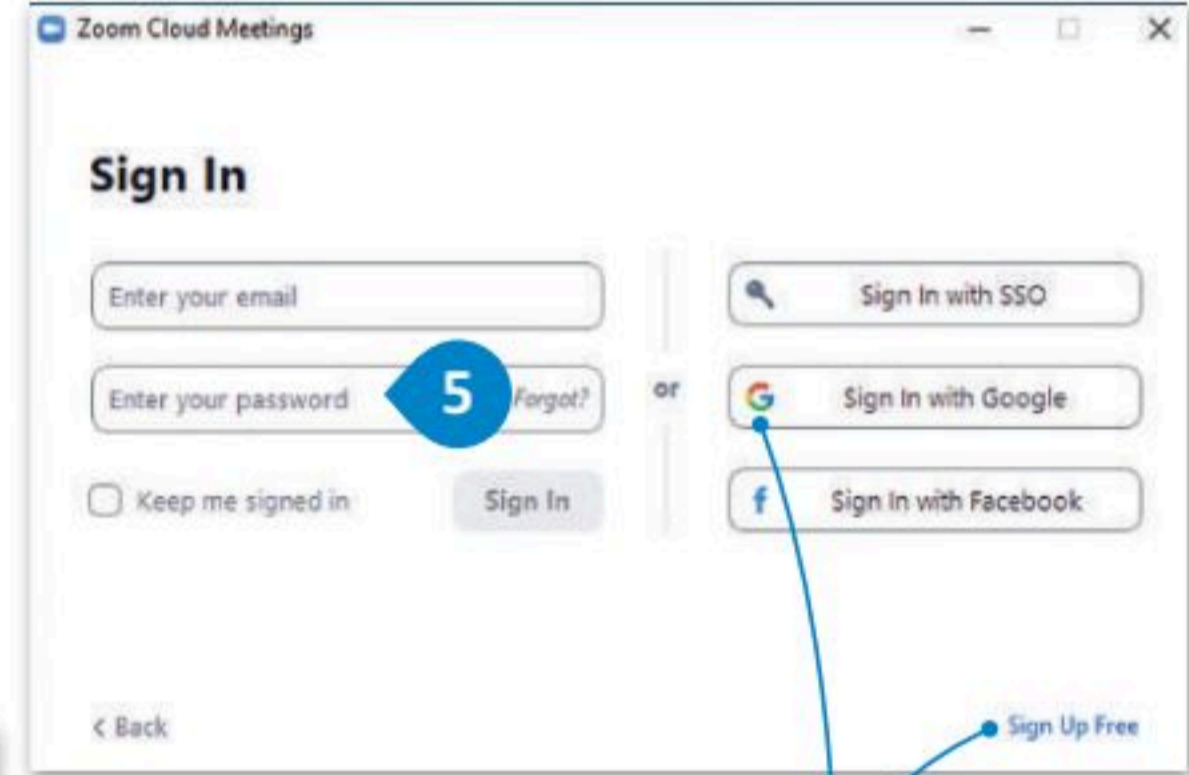 Zoom Cloud Meetings
Sign In
Enter your email
Enter your password
5
Forgot?
Keep me signed in
Sign In
or
Sign In with SSO
Sign In with Google
Sign In with Facebook
< Back
Sign Up Free